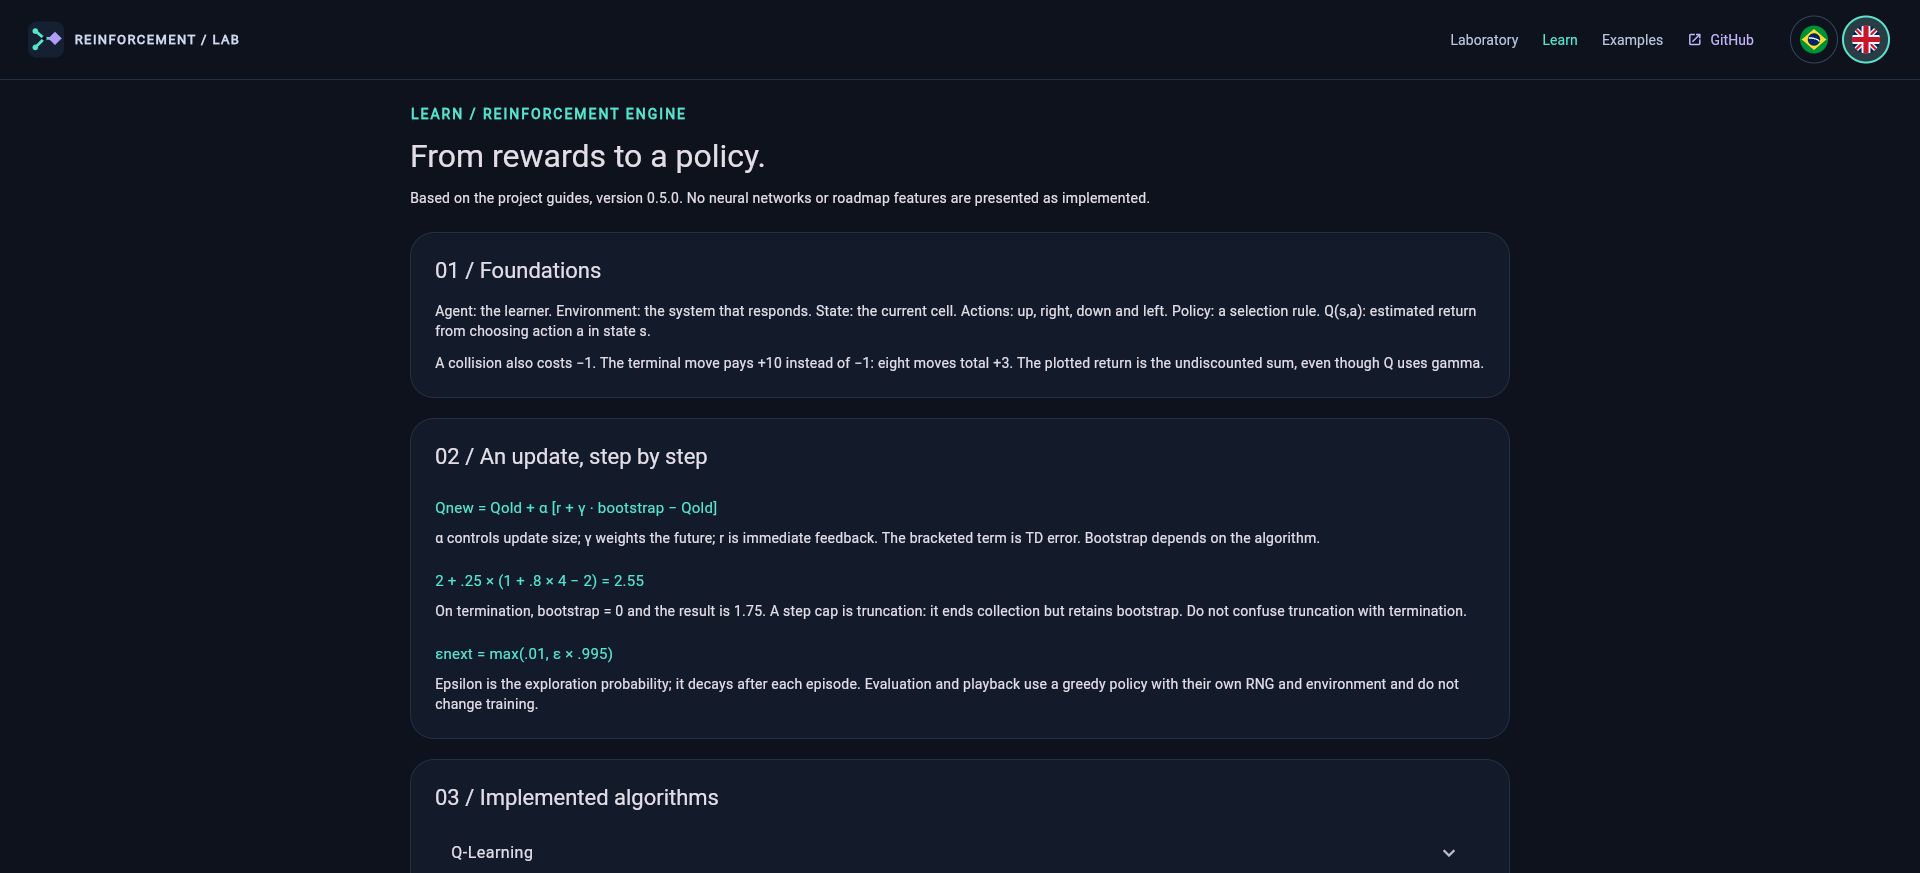 REINFORCEMENT / LAB
Laboratory
Learn
Examples
GitHub
LEARN / REINFORCEMENT ENGINE
From rewards to a policy.
Based on the project guides, version 0.5.0. No neural networks or roadmap features are presented as implemented.
01 / Foundations
Agent: the learner. Environment: the system that responds. State: the current cell. Actions: up, right, down and left. Policy: a selection rule. Q(s,a): estimated return
from choosing action a in state s.
A collision also costs −1. The terminal move pays +10 instead of −1: eight moves total +3. The plotted return is the undiscounted sum, even though Q uses gamma.
02 / An update, step by step
Qnew = Qold + α [r + γ · bootstrap − Qold]
α controls update size; γ weights the future; r is immediate feedback. The bracketed term is TD error. Bootstrap depends on the algorithm.
2 + .25 × (1 + .8 × 4 − 2) = 2.55
On termination, bootstrap = 0 and the result is 1.75. A step cap is truncation: it ends collection but retains bootstrap. Do not confuse truncation with termination.
εnext = max(.01, ε × .995)
Epsilon is the exploration probability; it decays after each episode. Evaluation and playback use a greedy policy with their own RNG and environment and do not
change training.
03 / Implemented algorithms
Q-Learning